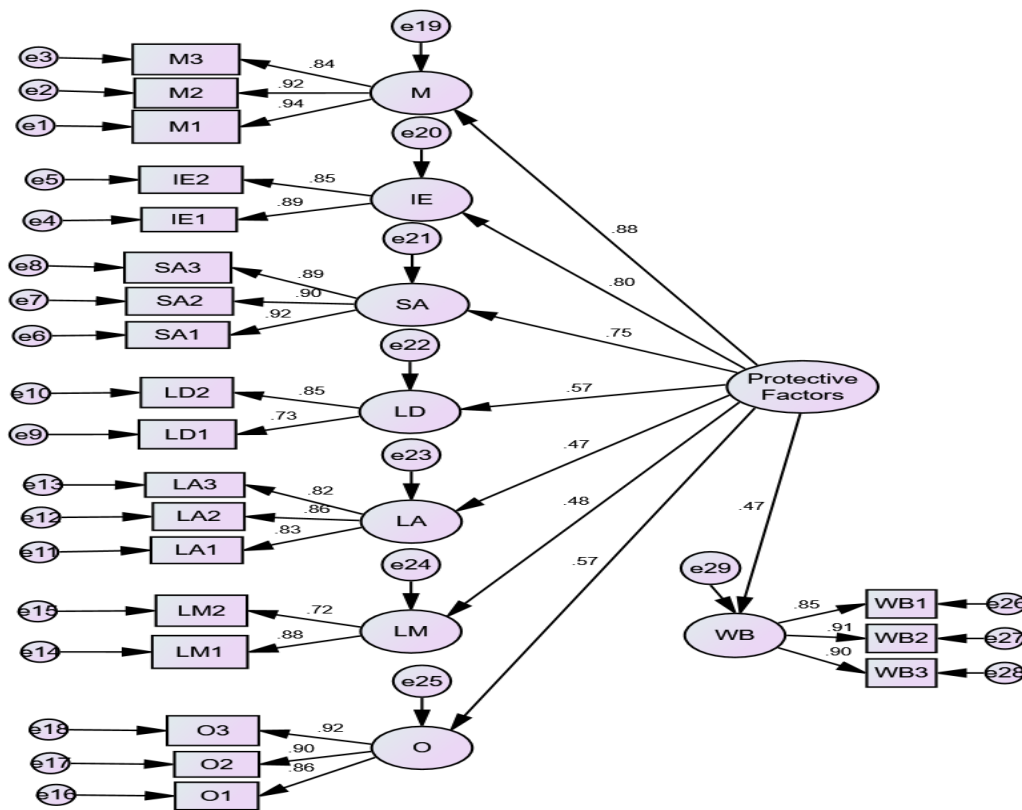 e19
e3
M3
.84
e2
M2
.92
M
e1
M1
.94
e20
e5
IE2
.85
IE
e4
IE1
.89
.88
e21
e8
SA3
.89
.80
e7
SA2
.90
SA
e6
SA1
.92
.75
e22
e10
LD2
.85
.57
Protective
Factors
LD
e9
LD1
.73
e23
.47
e13
LA3
.82
.48
e12
LA2
.86
LA
.47
e11
LA1
.83
.57
e24
e29
e15
LM2
.72
.85
WB1
e26
LM
WB
.91
WB2
e27
e14
LM1
.88
.90
WB3
e28
e25
e18
O3
.92
O
e17
O2
.90
e16
O1
.86